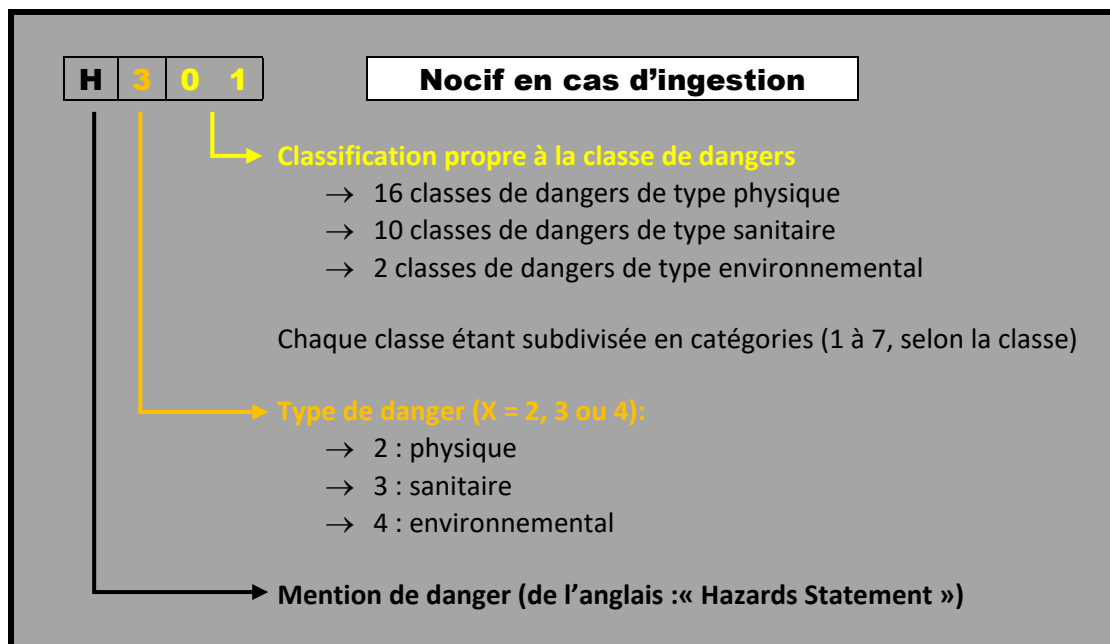 H 3 0 1 Nocif en cas d’ingestion
Classification propre à la classe de dangers
→ 16 classes de dangers de type physique
→ 10 classes de dangers de type sanitaire
→ 2 classes de dangers de type environnemental
Chaque classe étant subdivisée en catégories (1 à 7, selon la classe)
Type de danger (X = 2, 3 ou 4):
→ 2 : physique
→ 3 : sanitaire
→ 4 : environnemental
Mention de danger (de l’anglais :« Hazards Statement »)